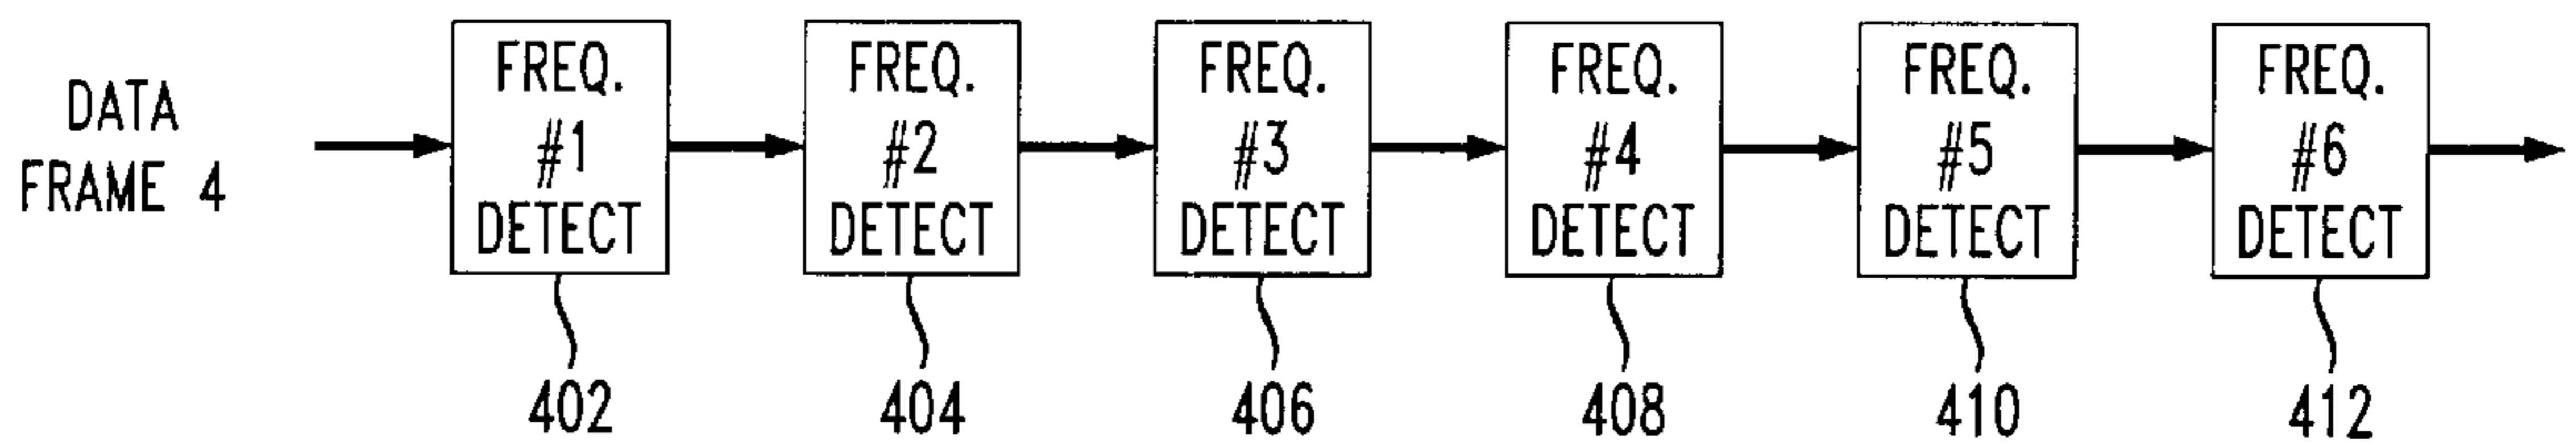 DATA
FRAME 4
FREQ.
#1
DETECT
FREQ.
#2
DETECT
FREQ.
#3
DETECT
FREQ.
#4
DETECT
FREQ.
#5
DETECT
FREQ.
#6
DETECT
402
404
406
408
410
412